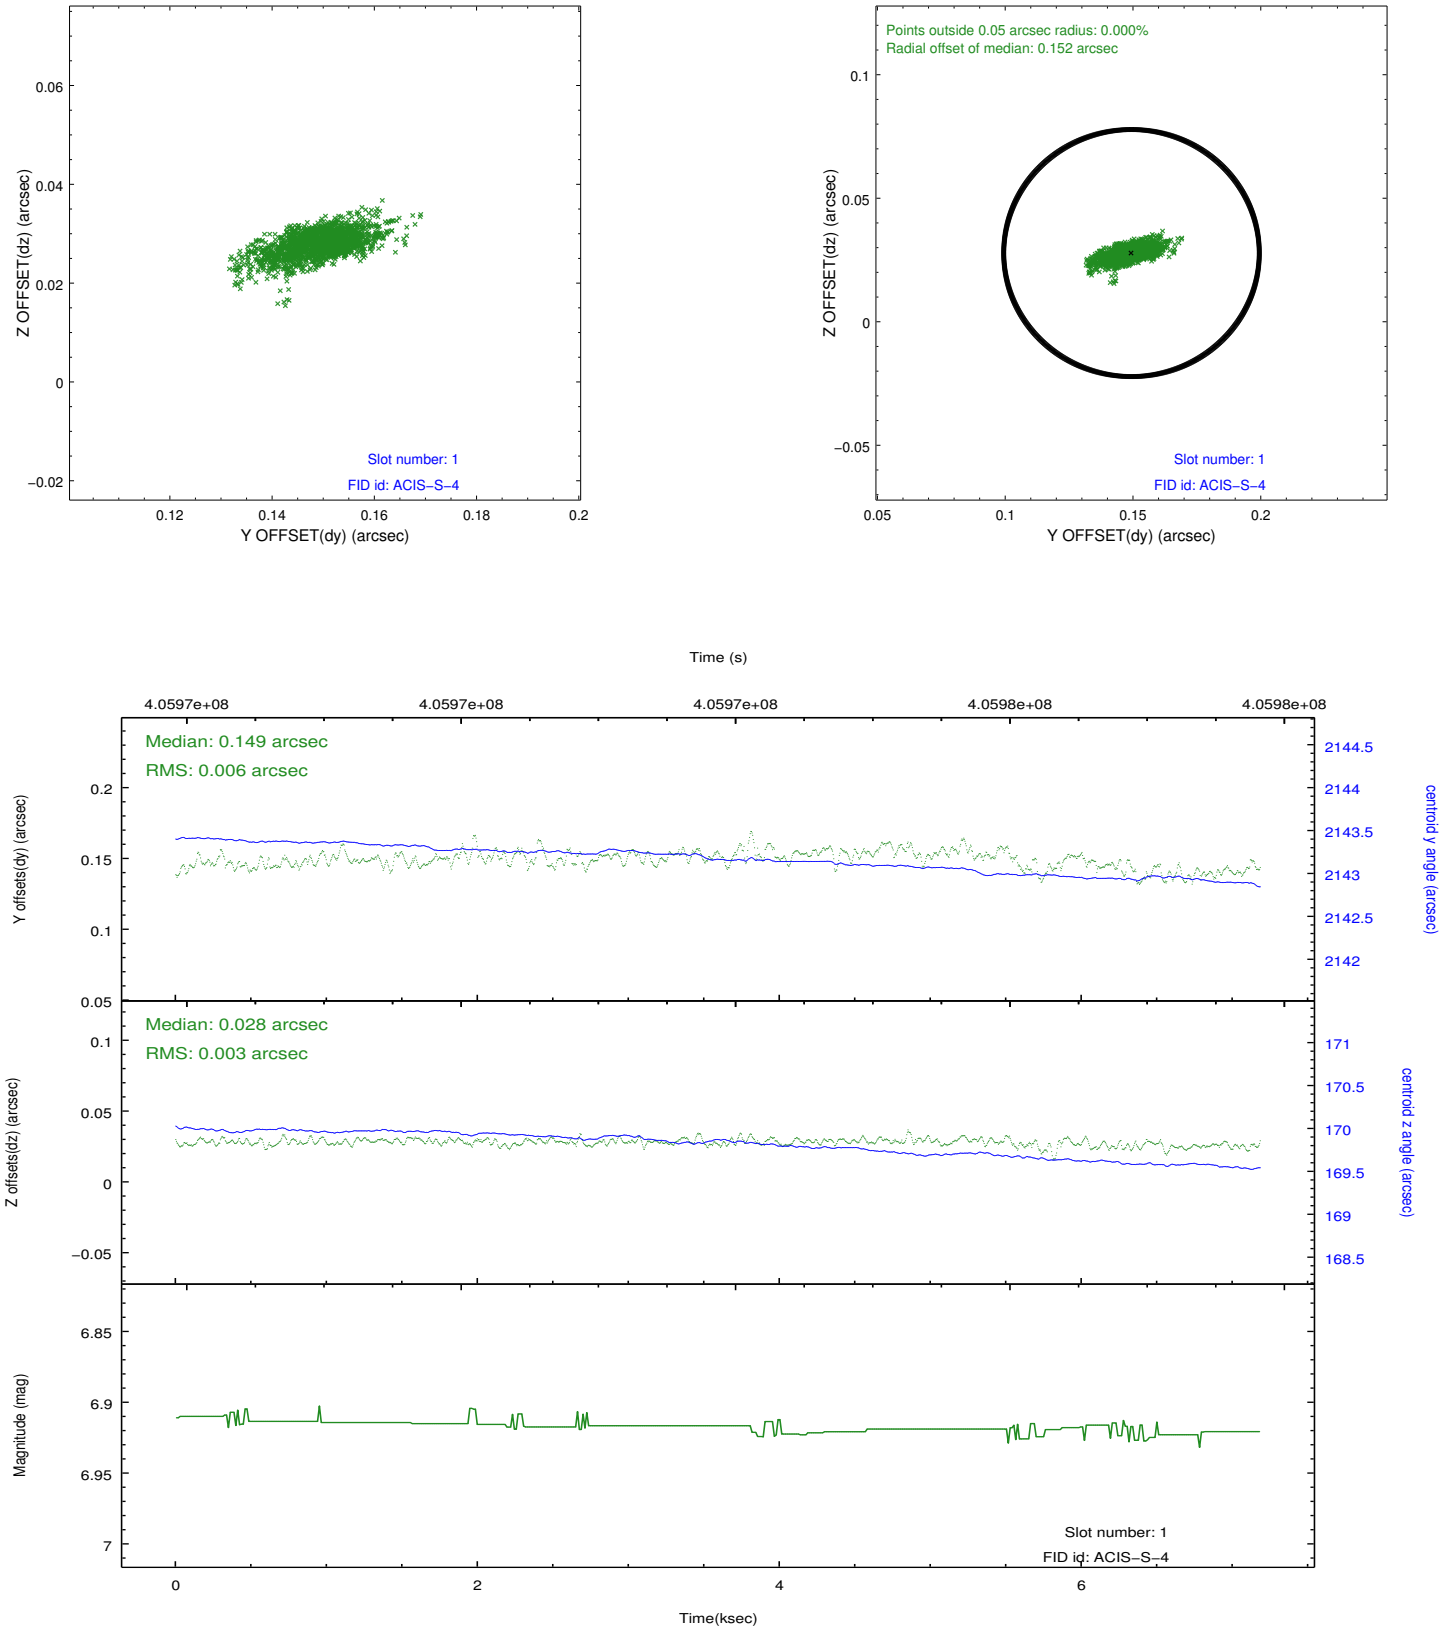 0.06
0.04
0.02
0
−0.02
Z OFFSET(dz) (arcsec)
Slot number: 1
FID id: ACIS−S−4
0.12 0.14 0.16 0.18 0.2
Y OFFSET(dy) (arcsec)
Points outside 0.05 arcsec radius: 0.000%
Radial offset of median: 0.152 arcsec
0.1
0.05
0
−0.05
Z OFFSET(dz) (arcsec)
Slot number: 1
FID id: ACIS−S−4
0.05 0.1 0.15 0.2
Y OFFSET(dy) (arcsec)
Time (s)
4.0597e+08 4.0597e+08 4.0597e+08 4.0598e+08 4.0598e+08
Median: 0.149 arcsec
RMS: 0.006 arcsec
0.2
0.15
0.1
0.05
Y offsets(dy) (arcsec)
2144.5
2144
2143.5
2143
2142.5
2142
centroid y angle (arcsec)
Median: 0.028 arcsec
RMS: 0.003 arcsec
0.1
0.05
0
−0.05
Z offsets(dz) (arcsec)
171
170.5
170
169.5
169
168.5
centroid z angle (arcsec)
6.85
6.9
6.95
7
Magnitude (mag)
Slot number: 1
FID id: ACIS−S−4
0 2 4 6
Time(ksec)